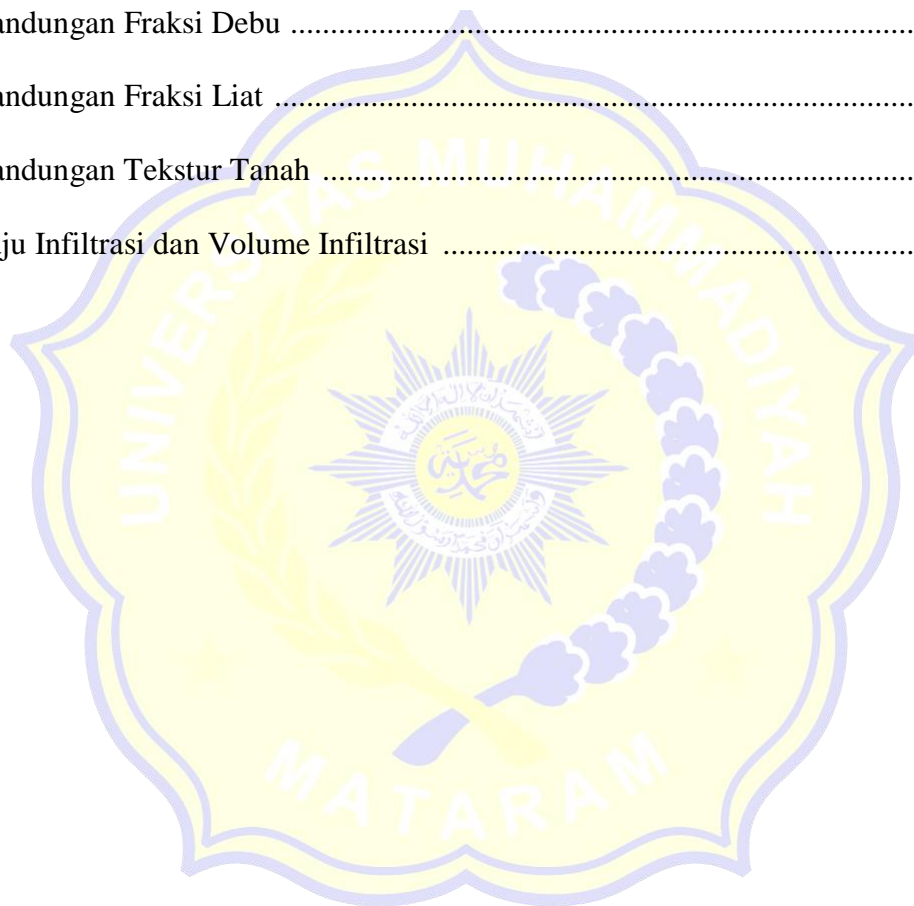 andungan Fraksi Debu ..............................................................................
andungan Fraksi Liat ................................................................................
andungan Tekstur Tanah ..........................................................................
ju Infiltrasi dan Volume Infiltrasi ...........................................................
UNIVERSITAS MUHAMMADIYAH
MATARAM